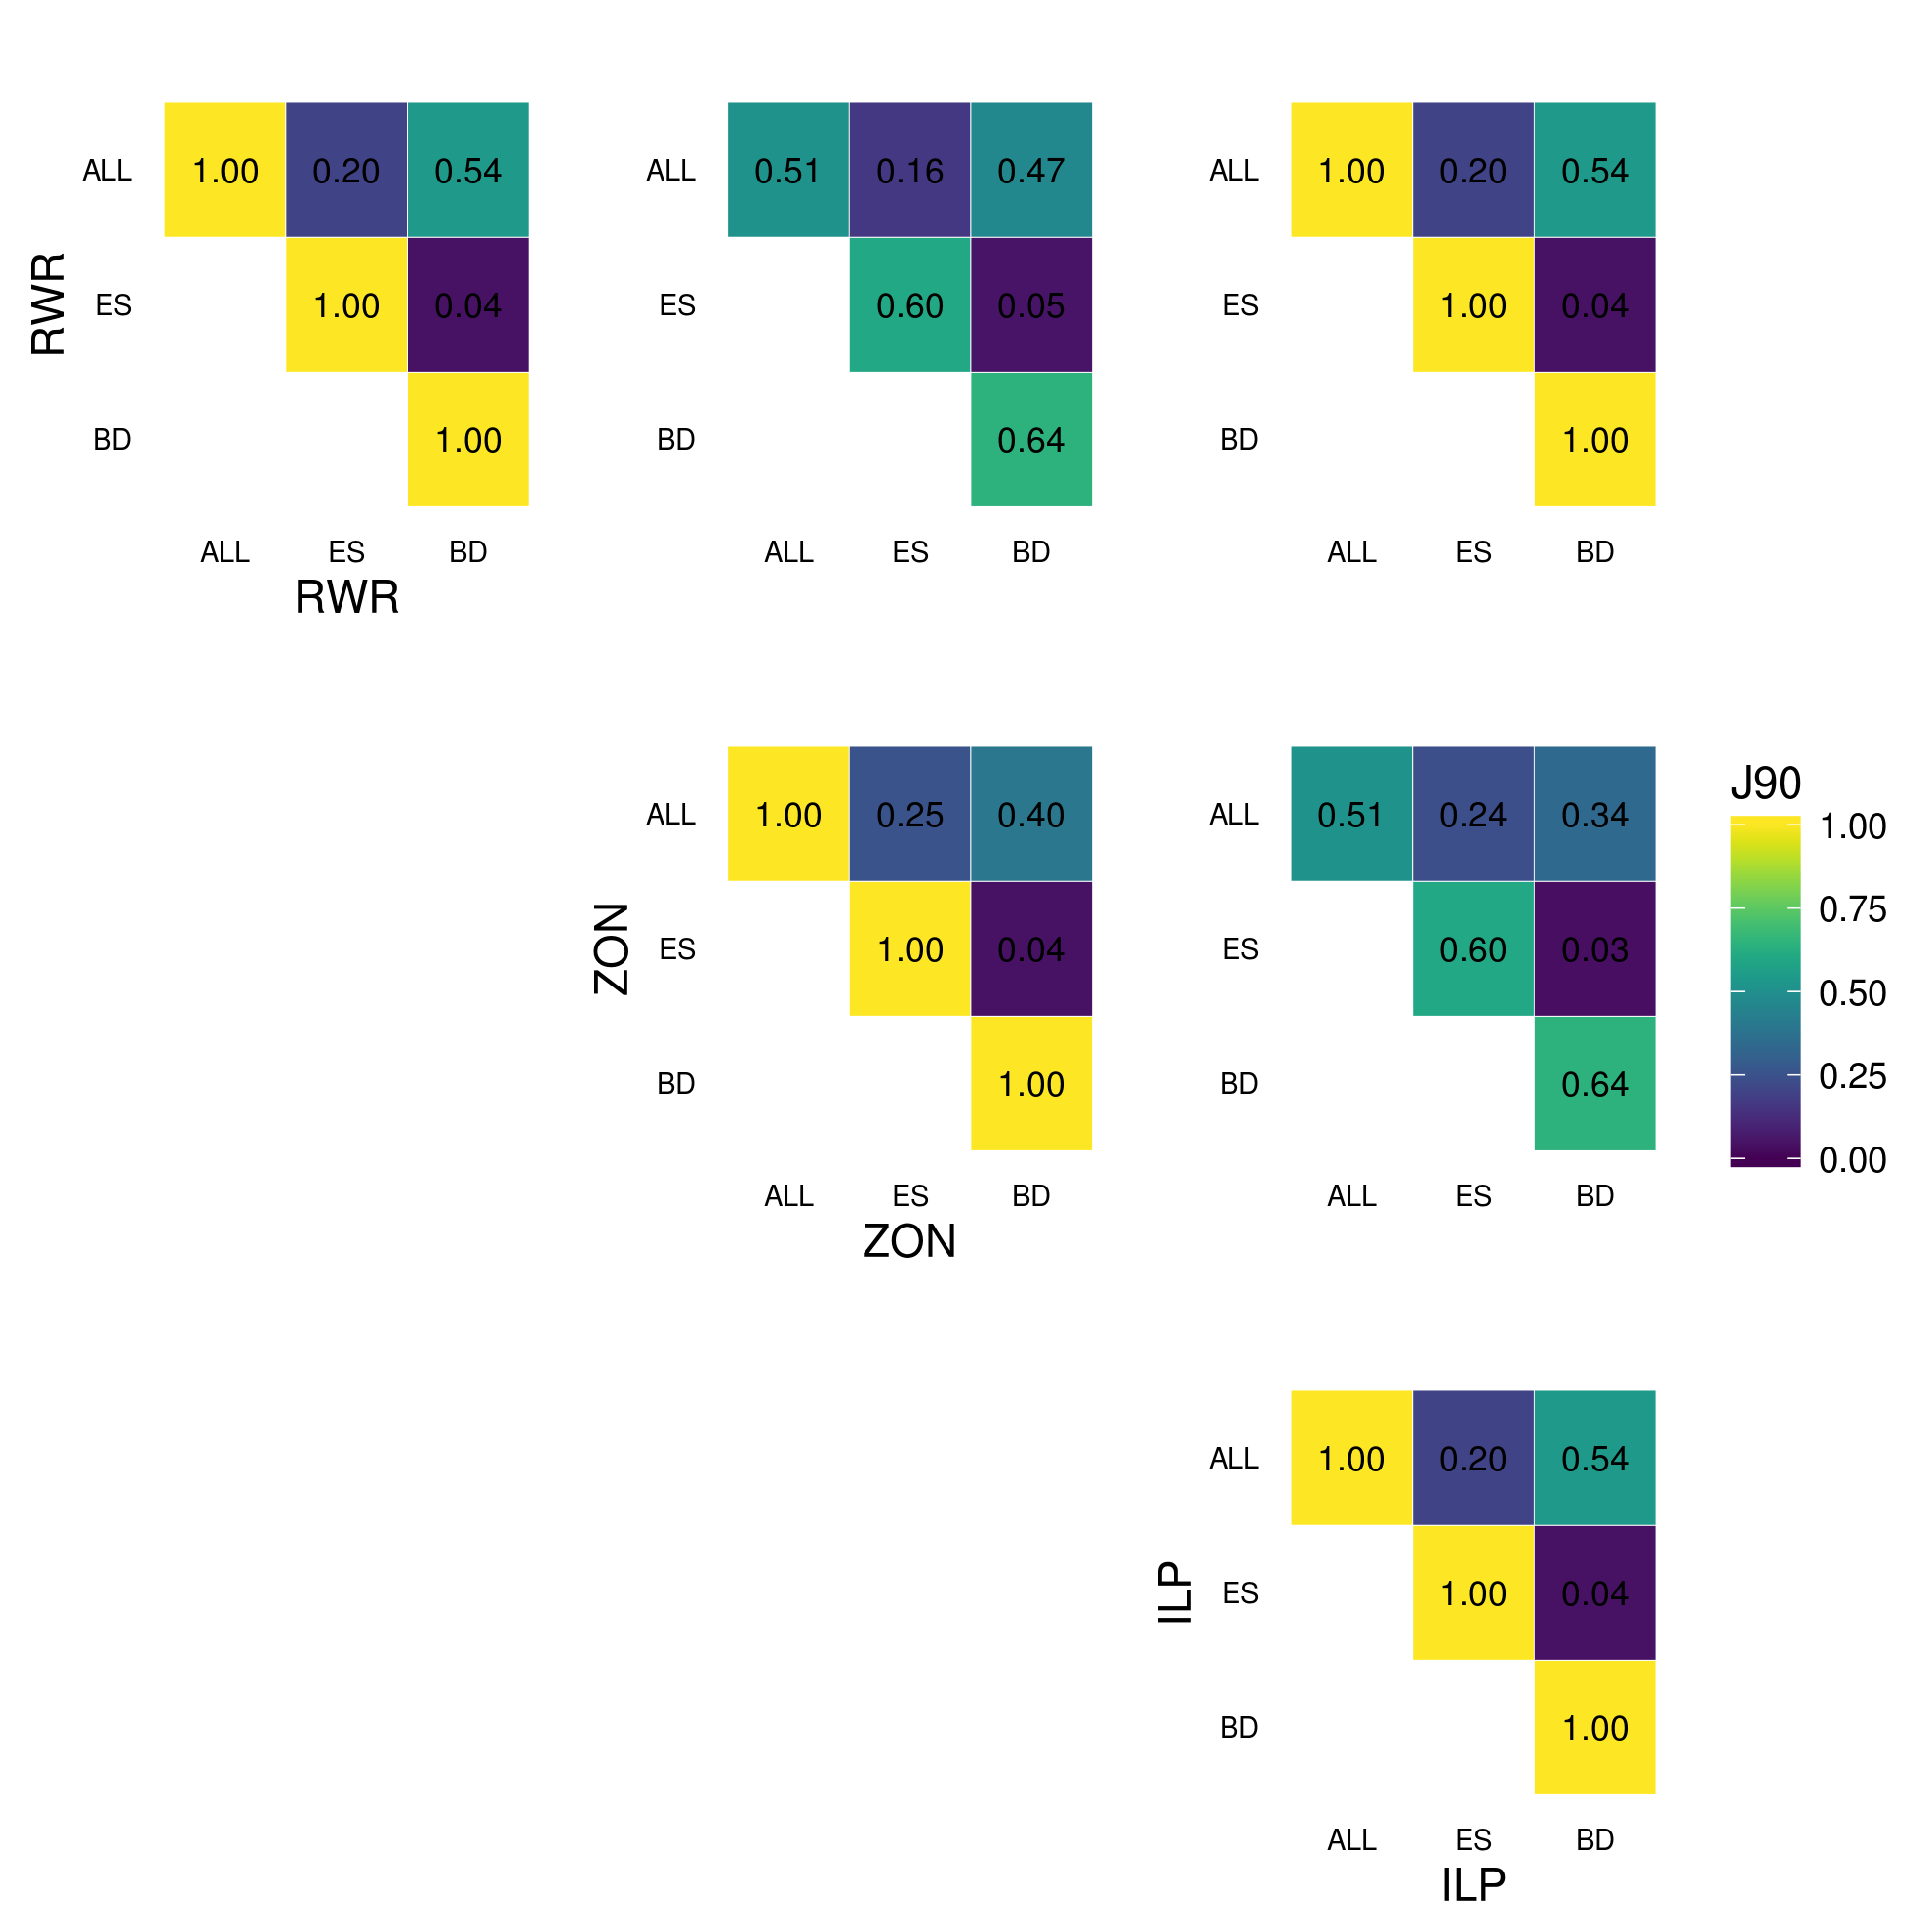 ALL 1.00 0.20 0.54
ES 1.00 0.04
BD 1.00
ALL ES BD
RWR
RWR
ALL 0.51 0.16 0.47
ES 0.60 0.05
BD 0.64
ALL ES BD
ALL 1.00 0.20 0.54
ES 1.00 0.04
BD 1.00
ALL ES BD
ALL 1.00 0.25 0.40
ES 1.00 0.04
BD 1.00
ALL ES BD
ZON
ZON
ALL 0.51 0.24 0.34
ES 0.60 0.03
BD 0.64
ALL ES BD
J90
1.00
0.75
0.50
0.25
0.00
ALL 1.00 0.20 0.54
ES 1.00 0.04
BD 1.00
ALL ES BD
ILP
ILP